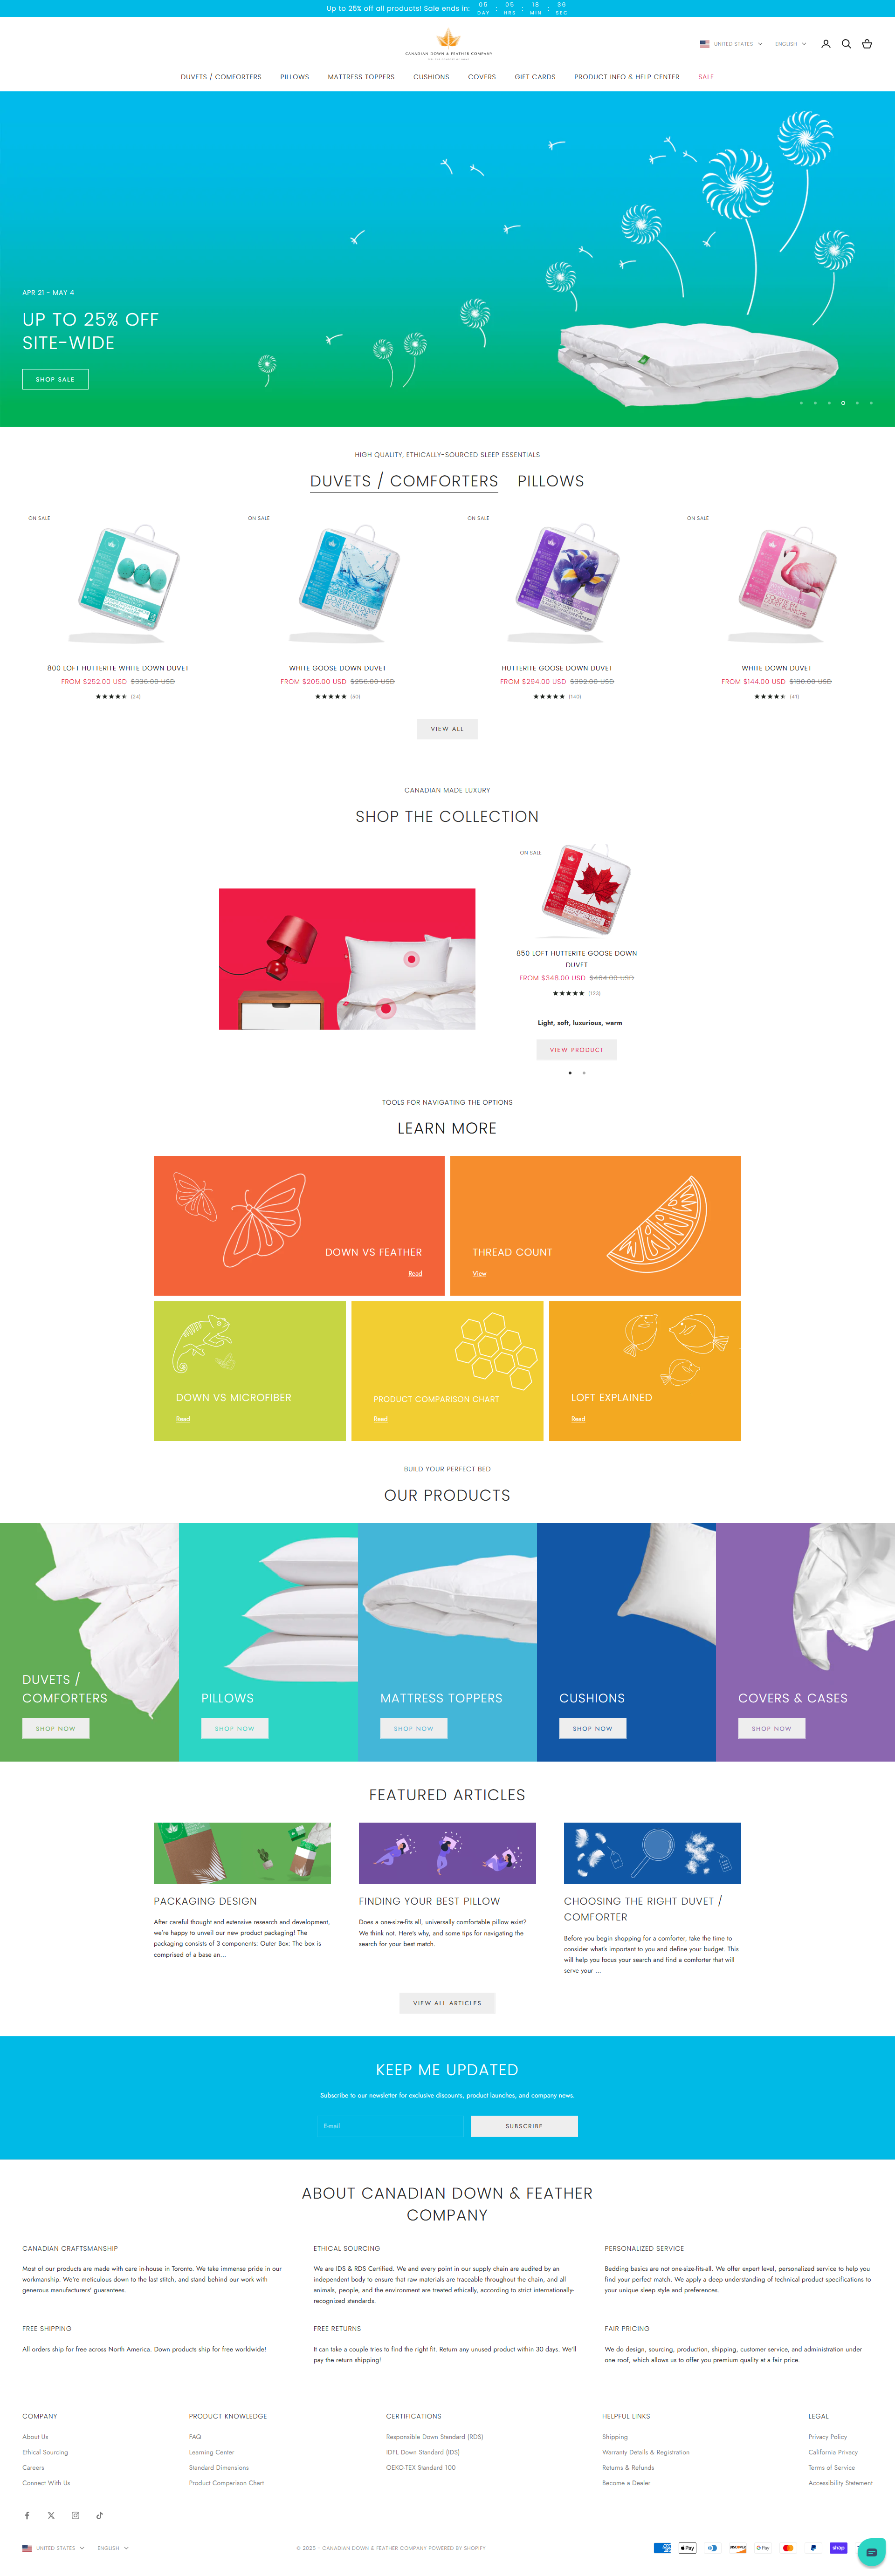 Up to 25% off all products! Sale ends in: 05 DAY : 05 HRS : 18 MIN : 36 SEC
CANADIAN DOWN & FEATHER COMPANY
UNITED STATES ENGLISH
DUVETS / COMFORTERS PILLOWS MATTRESS TOPPERS CUSHIONS COVERS GIFT CARDS PRODUCT INFO & HELP CENTER SALE
APR 21 - MAY 4
UP TO 25% OFF
SITE-WIDE
SHOP SALE
HIGH QUALITY, ETHICALLY-SOURCED SLEEP ESSENTIALS
DUVETS / COMFORTERS PILLOWS
ON SALE ON SALE ON SALE ON SALE
800 LOFT HUTTERITE WHITE DOWN DUVET
FROM $252.00 USD $336.00 USD
(24)
WHITE GOOSE DOWN DUVET
FROM $205.00 USD $256.00 USD
(50)
HUTTERITE GOOSE DOWN DUVET
FROM $294.00 USD $392.00 USD
(140)
WHITE DOWN DUVET
FROM $144.00 USD $180.00 USD
(41)
VIEW ALL
CANADIAN MADE LUXURY
SHOP THE COLLECTION
ON SALE
850 LOFT HUTTERITE GOOSE DOWN
DUVET
FROM $348.00 USD $464.00 USD
(123)
Light, soft, luxurious, warm
VIEW PRODUCT
TOOLS FOR NAVIGATING THE OPTIONS
LEARN MORE
DOWN VS FEATHER
Read
THREAD COUNT
View
DOWN VS MICROFIBER
Read
PRODUCT COMPARISON CHART
Read
LOFT EXPLAINED
Read
BUILD YOUR PERFECT BED
OUR PRODUCTS
DUVETS /
COMFORTERS
SHOP NOW
PILLOWS
SHOP NOW
MATTRESS TOPPERS
SHOP NOW
CUSHIONS
SHOP NOW
COVERS & CASES
SHOP NOW
FEATURED ARTICLES
PACKAGING DESIGN
After careful thought and extensive research and development,
we're happy to unveil our new product packaging! The
packaging consists of 3 components: Outer Box: The box is
comprised of a base an...
FINDING YOUR BEST PILLOW
Does a one-size-fits all, universally comfortable pillow exist?
We think not. Here's why, and some tips for navigating the
search for your best match.
CHOOSING THE RIGHT DUVET /
COMFORTER
Before you begin shopping for a comforter, take the time to
consider what's important to you and define your budget. This
will help you focus your search and find a comforter that will
serve your ...
VIEW ALL ARTICLES
KEEP ME UPDATED
Subscribe to our newsletter for exclusive discounts, product launches, and company news.
E-mail
SUBSCRIBE
ABOUT CANADIAN DOWN & FEATHER
COMPANY
CANADIAN CRAFTSMANSHIP
Most of our products are made with care in-house in Toronto. We take immense pride in our
workmanship. We're meticulous down to the last stitch, and stand behind our work with
generous manufacturers' guarantees.
ETHICAL SOURCING
We are IDS & RDS Certified. We and every point in our supply chain are audited by an
independent body to ensure that raw materials are traceable throughout the chain, and all
animals, people, and the environment are treated ethically, according to strict internationally-
recognized standards.
PERSONALIZED SERVICE
Bedding basics are not one-size-fits-all. We offer expert level, personalized service to help you
find your perfect match. We apply a deep understanding of technical product specifications to
your unique sleep style and preferences.
FREE SHIPPING
All orders ship for free across North America. Down products ship for free worldwide!
FREE RETURNS
It can take a couple tries to find the right fit. Return any unused product within 30 days. We'll
pay the return shipping!
FAIR PRICING
We do design, sourcing, production, shipping, customer service, and administration under
one roof, which allows us to offer you premium quality at a fair price.
COMPANY
About Us
Ethical Sourcing
Careers
Connect With Us
PRODUCT KNOWLEDGE
FAQ
Learning Center
Standard Dimensions
Product Comparison Chart
CERTIFICATIONS
Responsible Down Standard (RDS)
IDFL Down Standard (IDS)
OEKO-TEX Standard 100
HELPFUL LINKS
Shipping
Warranty Details & Registration
Returns & Refunds
Become a Dealer
LEGAL
Privacy Policy
California Privacy
Terms of Service
Accessibility Statement
UNITED STATES ENGLISH
© 2025 - CANADIAN DOWN & FEATHER COMPANY POWERED BY SHOPIFY
Pay DISCOVER G Pay shop